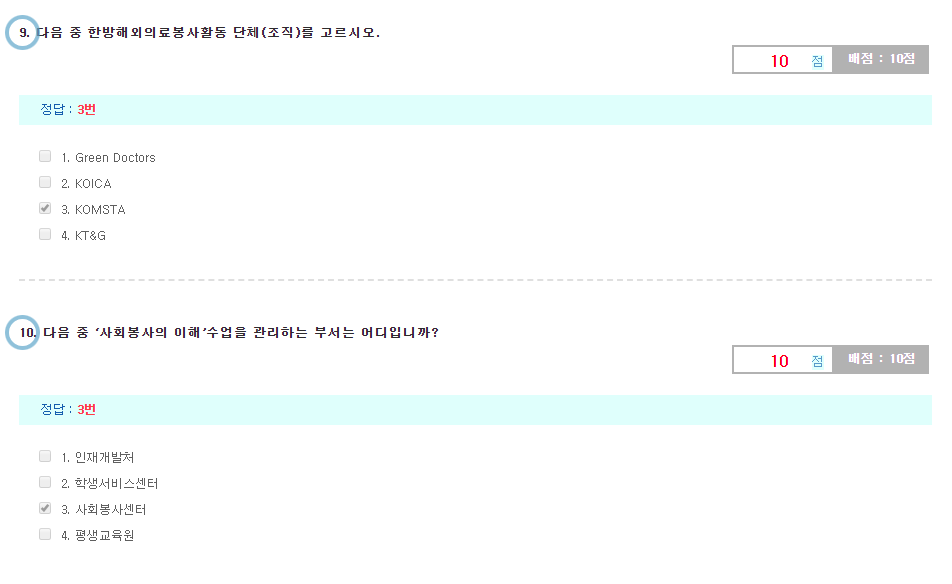 9. 다음 중 한방해외의료봉사활동 단체(조직)를 고르시오.
10 점 배점 : 10점
정답 : 3번
1. Green Doctors
2. KOICA
3. KOMSTA
4. KT&G
10. 다음 중 '사회봉사의 이해'수업을 관리하는 부서는 어디입니까?
10 점 배점 : 10점
정답 : 3번
1. 인재개발처
2. 학생서비스센터
3. 사회봉사센터
4. 평생교육원